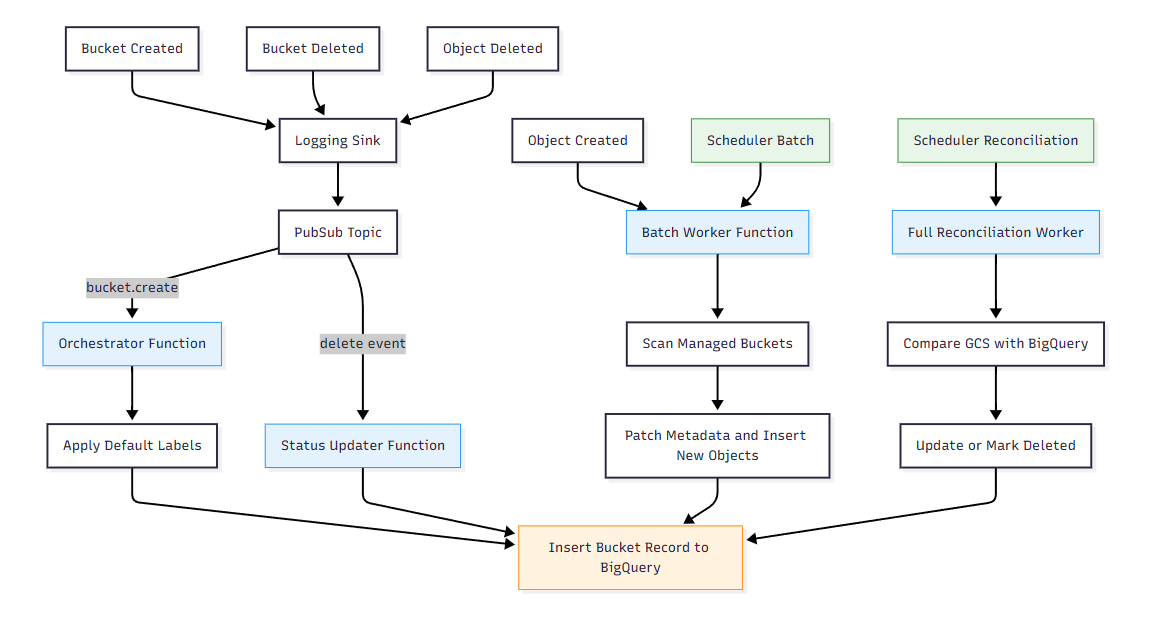 Bucket Created
Bucket Deleted
Object Deleted
Logging Sink
Object Created
Scheduler Batch
Scheduler Reconciliation
PubSub Topic
Batch Worker Function
Full Reconciliation Worker
bucket.create
Orchestrator Function
delete event
Scan Managed Buckets
Compare GCS with BigQuery
Apply Default Labels
Status Updater Function
Patch Metadata and Insert
New Objects
Update or Mark Deleted
Insert Bucket Record to
BigQuery